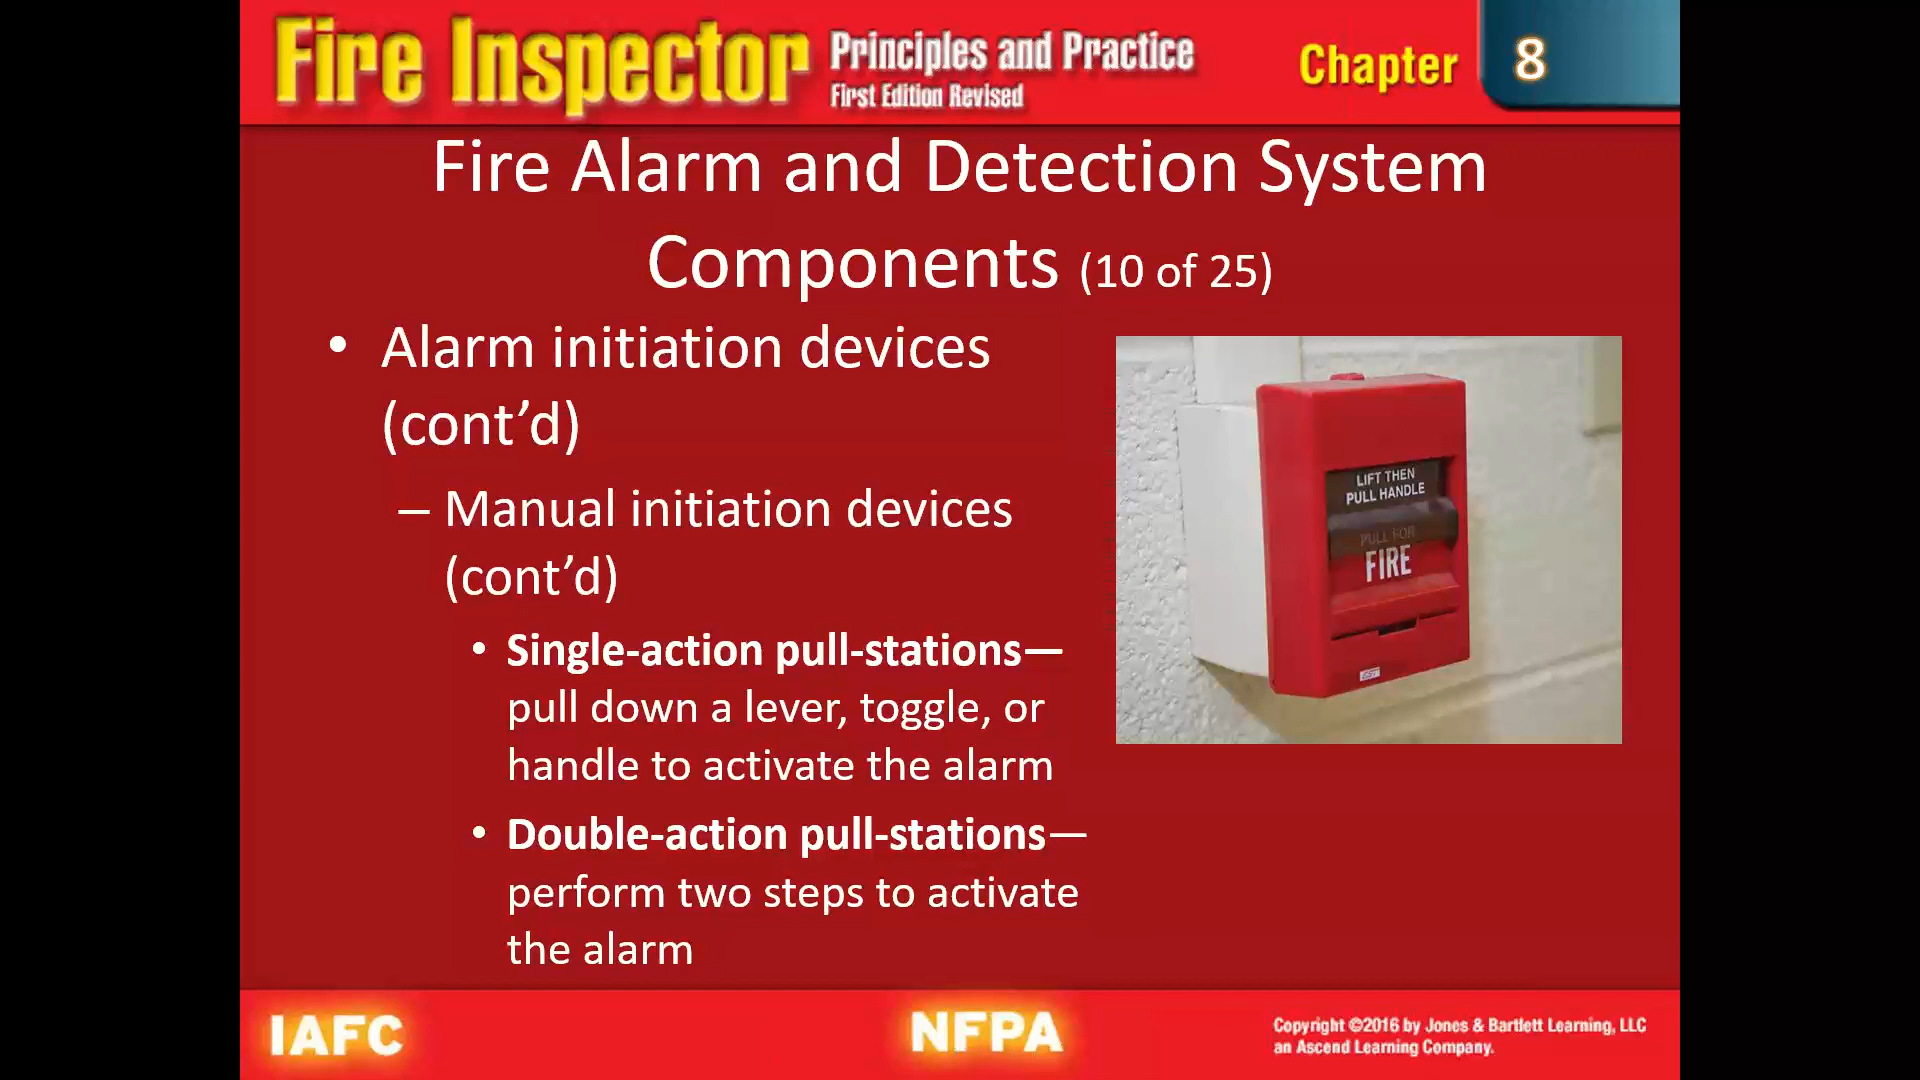 Fire Inspector Principles and Practice
First Edition Revised
Chapter 8
Fire Alarm and Detection System
Components (10 of 25)
• Alarm initiation devices
(cont’d)
– Manual initiation devices
(cont’d)
• Single-action pull-stations—
pull down a lever, toggle, or
handle to activate the alarm
• Double-action pull-stations—
perform two steps to activate
the alarm
LIFT THEN
PULL HANDLE
PULL FOR
FIRE
IAFC
NFPA
Copyright ©2016 by Jones & Bartlett Learning, LLC
an Ascend Learning Company.